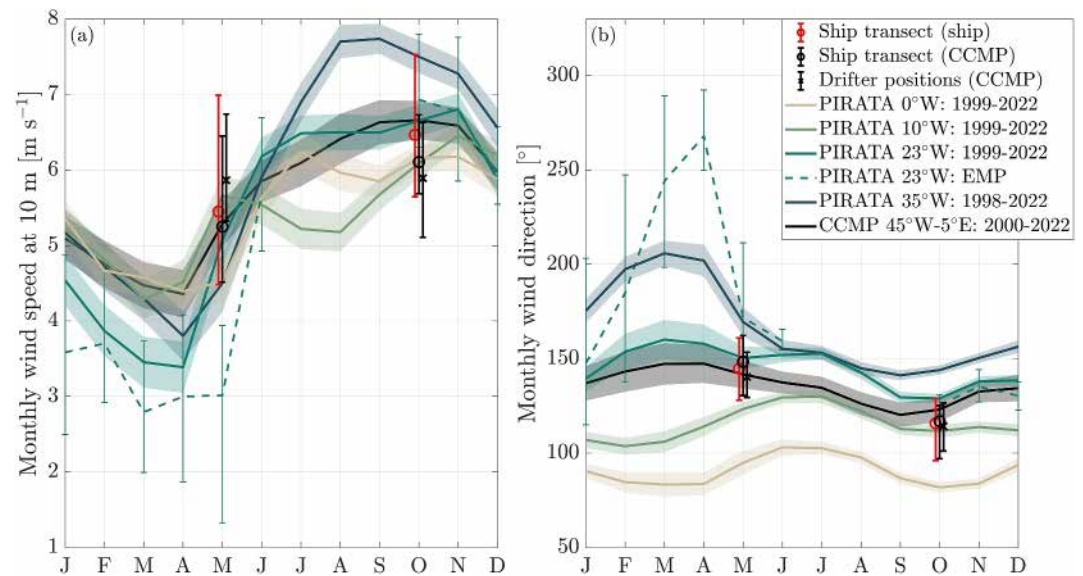 (a)
Monthly wind speed at 10 m [m s⁻¹]
8
7
6
5
4
3
2
1
J F M A M J J A S O N D
(b)
Monthly wind direction [°]
300
250
200
150
100
50
J F M A M J J A S O N D
Ship transect (ship)
Ship transect (CCMP)
Drifter positions (CCMP)
PIRATA 0°W: 1999-2022
PIRATA 10°W: 1999-2022
PIRATA 23°W: 1999-2022
PIRATA 23°W: EMP
PIRATA 35°W: 1998-2022
CCMP 45°W-5°E: 2000-2022